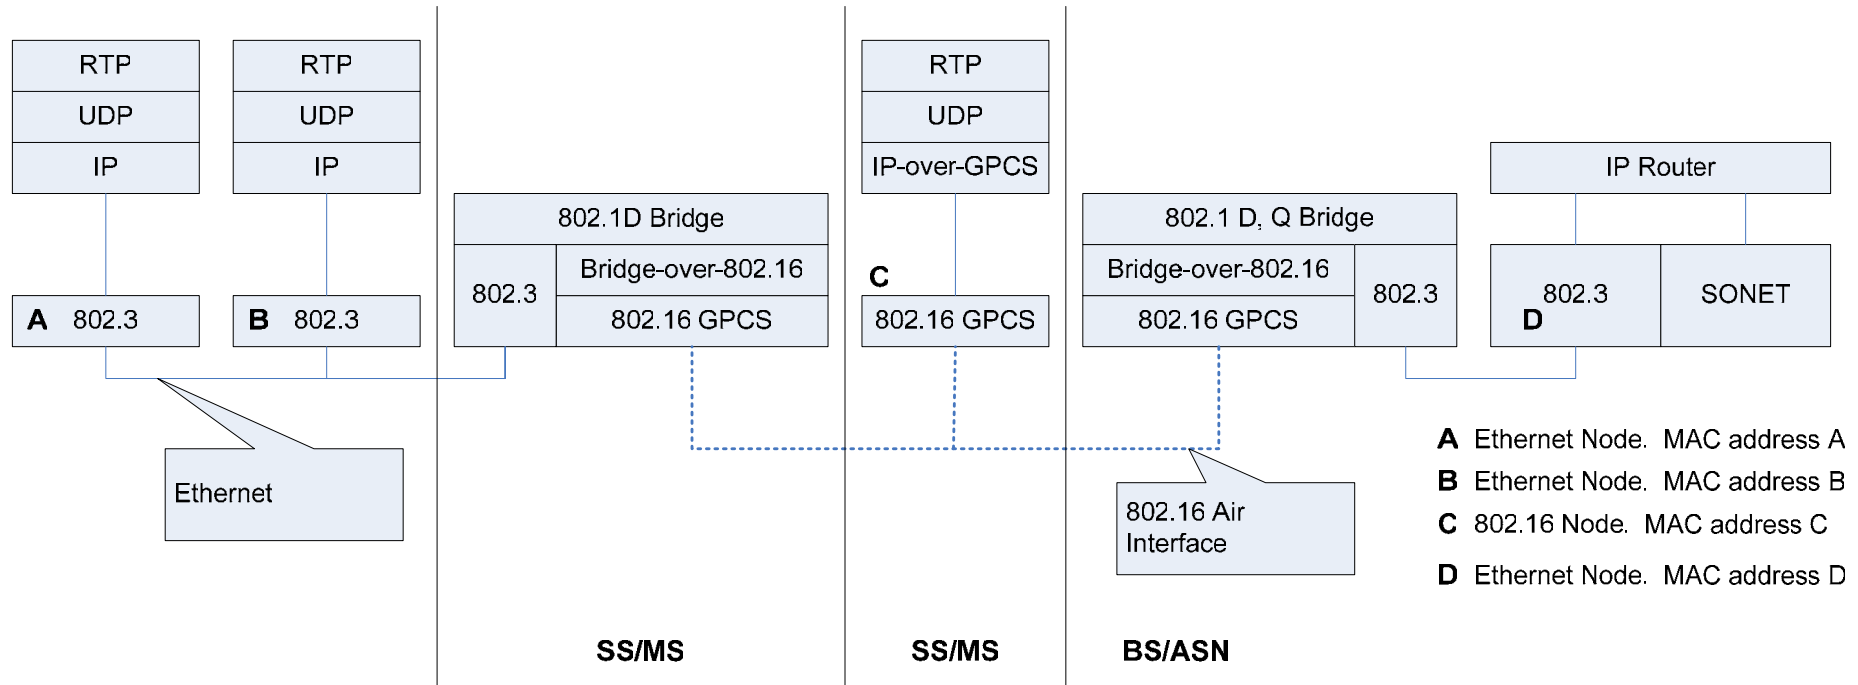 RTP
UDP
IP
A 802.3
RTP
UDP
IP
B 802.3
Ethernet
802.1D Bridge
802.3
Bridge-over-802.16
802.16 GPCS
RTP
UDP
IP-over-GPCS
C
802.16 GPCS
802.1 D, Q Bridge
Bridge-over-802.16
802.16 GPCS
802.3
IP Router
802.3
D
SONET
802.16 Air
Interface
A Ethernet Node. MAC address A
B Ethernet Node. MAC address B
C 802.16 Node. MAC address C
D Ethernet Node. MAC address D
SS/MS
SS/MS
BS/ASN